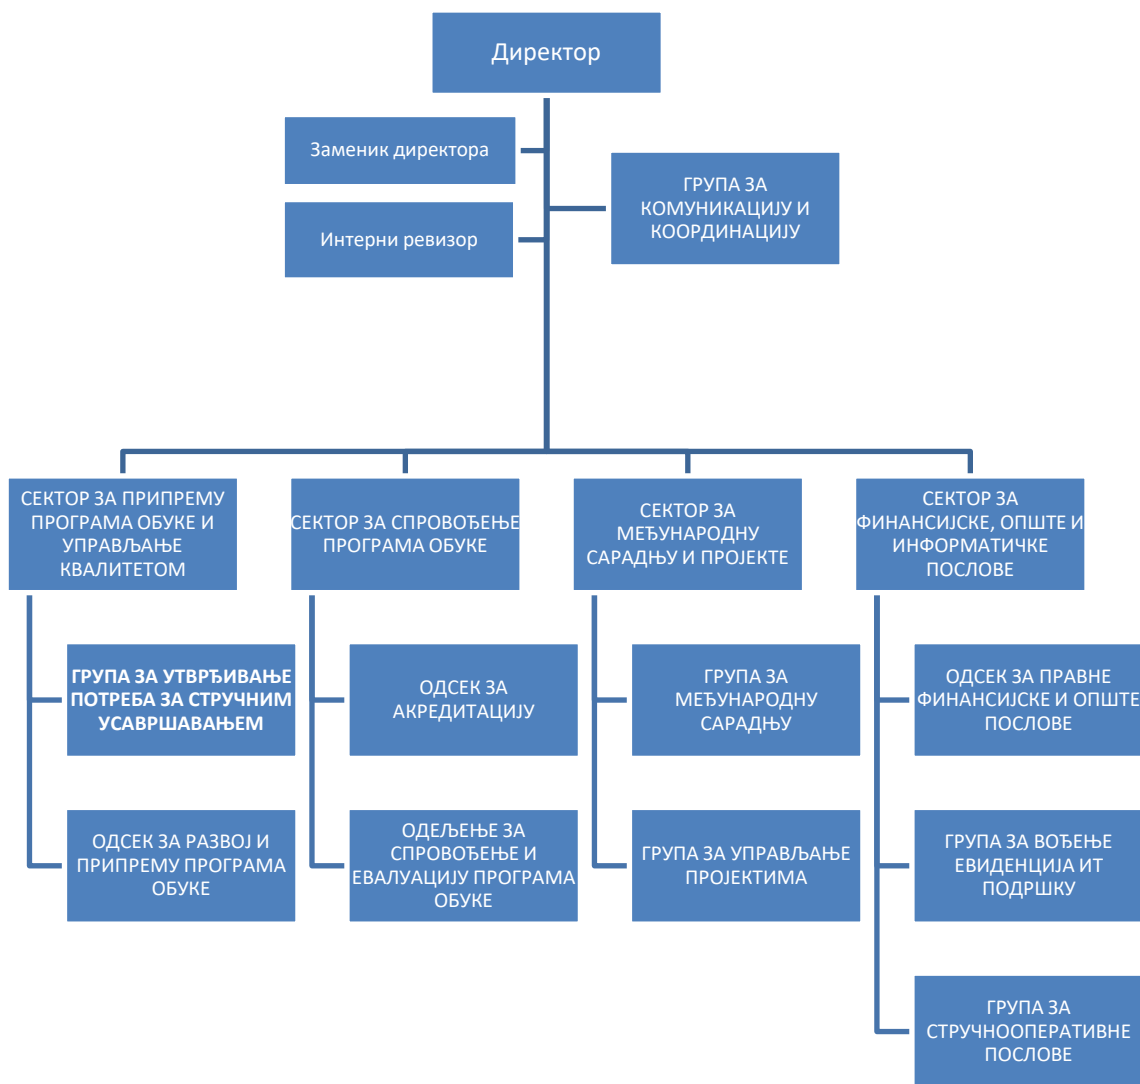 Директор
Заменик директора
ГРУПА ЗА
КОМУНИКАЦИЈУ И
КООРДИНАЦИЈУ
Интерни ревизор
СЕКТОР ЗА ПРИПРЕМУ
ПРОГРАМА ОБУКЕ И
УПРАВЉАЊЕ
КВАЛИТЕТОМ
СЕКТОР ЗА СПРОВОЂЕЊЕ
ПРОГРАМА ОБУКЕ
СЕКТОР ЗА
МЕЂУНАРОДНУ
САРАДЊУ И ПРОЈЕКТЕ
СЕКТОР ЗА
ФИНАНСИЈСКЕ, ОПШТЕ И
ИНФОРМАТИЧКЕ
ПОСЛОВЕ
ГРУПА ЗА УТВРЂИВАЊЕ
ПОТРЕБА ЗА СТРУЧНИМ
УСАВРШАВАЊЕМ
ОДСЕК ЗА
АКРЕДИТАЦИЈУ
ГРУПА ЗА
МЕЂУНАРОДНУ
САРАДЊУ
ОДСЕК ЗА ПРАВНЕ
ФИНАНСИЈСКЕ И ОПШТЕ
ПОСЛОВЕ
ОДСЕК ЗА РАЗВОЈ И
ПРИПРЕМУ ПРОГРАМА
ОБУКЕ
ОДЕЉЕЊЕ ЗА
СПРОВОЂЕЊЕ И
ЕВАЛУАЦИЈУ ПРОГРАМА
ОБУКЕ
ГРУПА ЗА УПРАВЉАЊЕ
ПРОЈЕКТИМА
ГРУПА ЗА ВОЂЕЊЕ
ЕВИДЕНЦИЈА ИТ
ПОДРШКУ
ГРУПА ЗА
СТРУЧНООПЕРАТИВНЕ
ПОСЛОВЕ